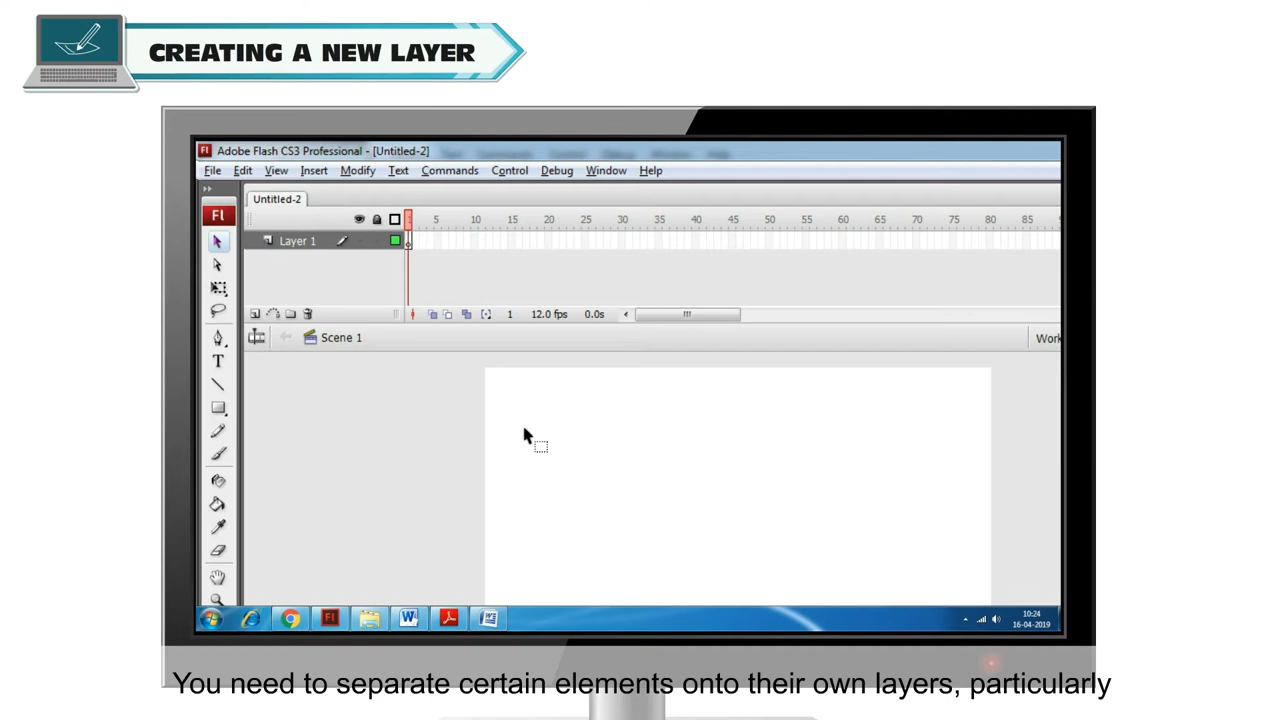 CREATING A NEW LAYER
Fl Adobe Flash CS3 Professional - [Untitled-2]
File Edit View Insert Modify Text Commands Control Debug Window Help
Untitled-2
Fl
1 5 10 15 20 25 30 35 40 45 50 55 60 65 70 75 80 85
Layer 1
1 12.0 fps 0.0s
Scene 1
Work
T
10:24
16-04-2019
You need to separate certain elements onto their own layers, particularly